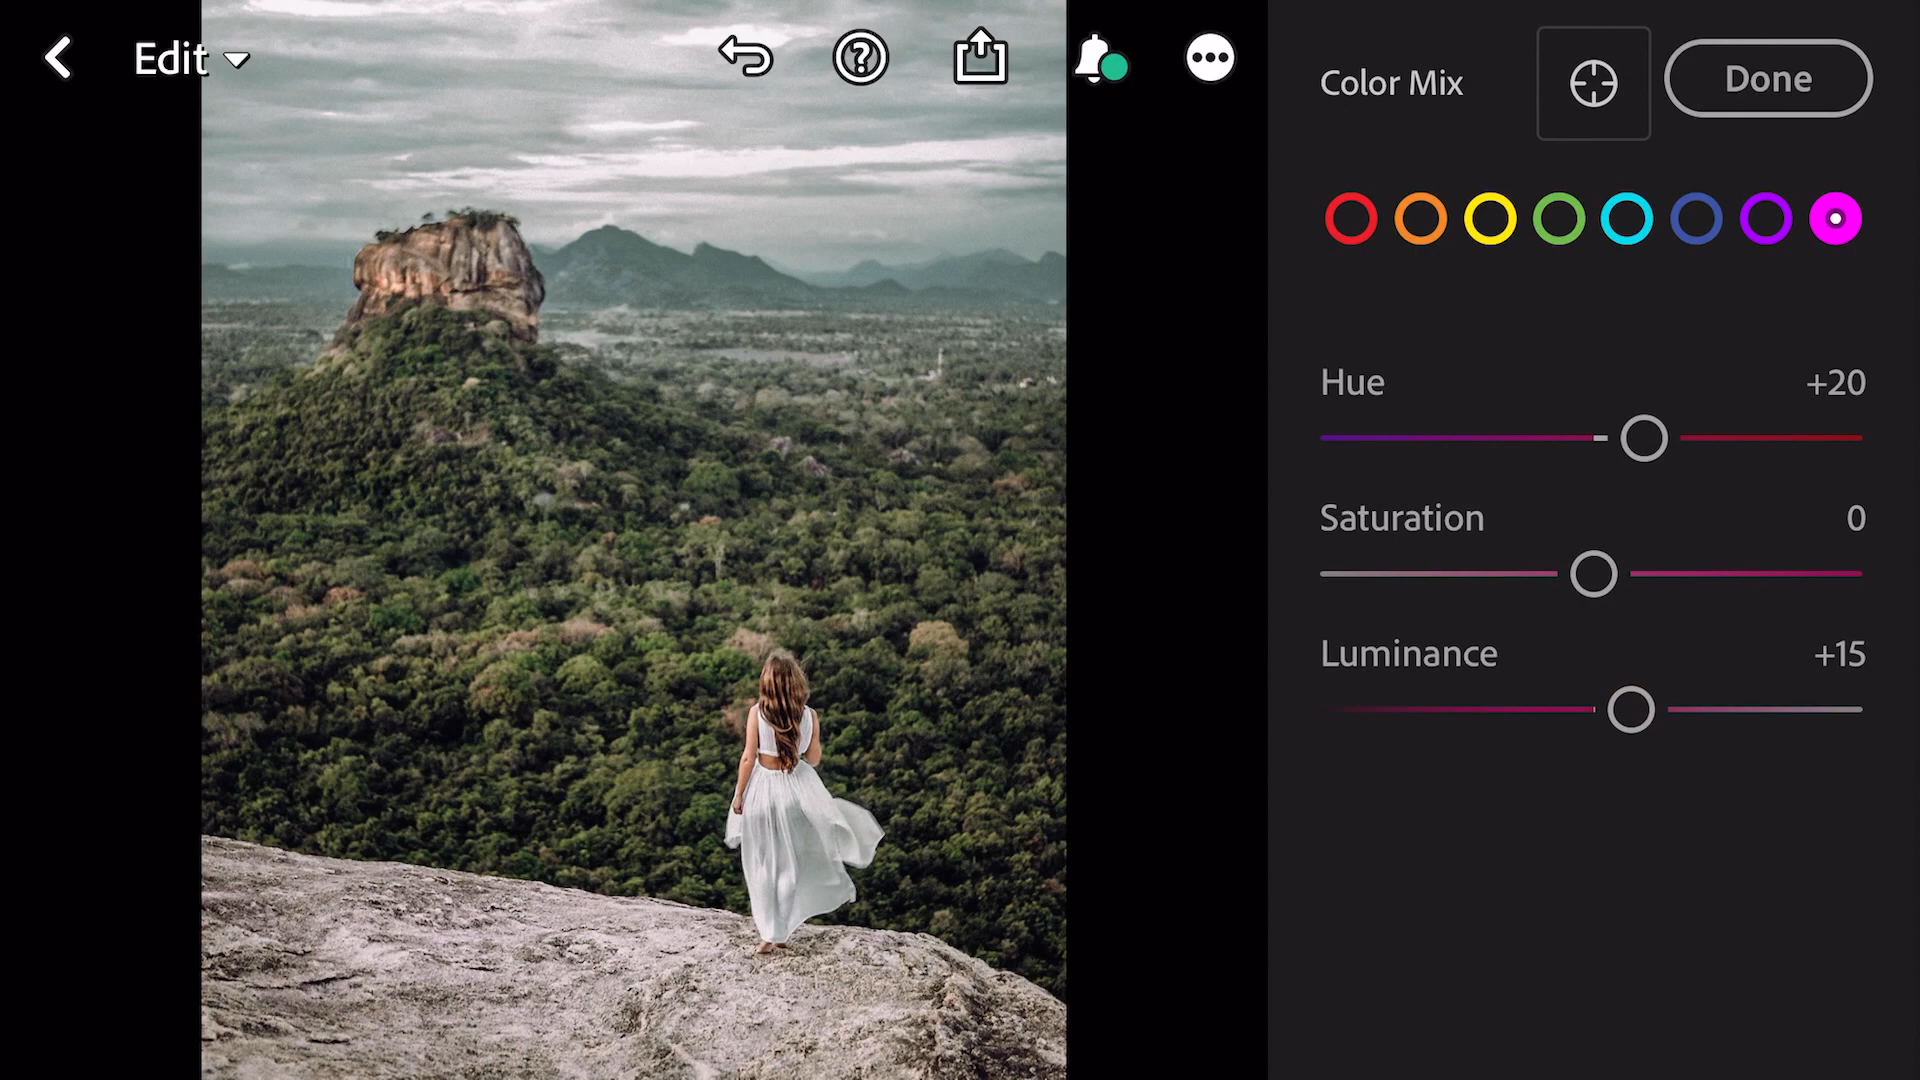 Edit
Color Mix
Done
Hue +20
Saturation 0
Luminance +15